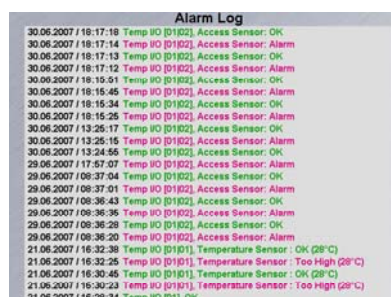 Alarm Log
30.06.2007 / 18:17:18 Temp I/O [01|02], Access Sensor: OK
30.06.2007 / 18:17:14 Temp I/O [01|02], Access Sensor: Alarm
30.06.2007 / 18:17:13 Temp I/O [01|02], Access Sensor: OK
30.06.2007 / 18:17:12 Temp I/O [01|02], Access Sensor: Alarm
30.06.2007 / 18:15:51 Temp I/O [01|02], Access Sensor: OK
30.06.2007 / 18:15:45 Temp I/O [01|02], Access Sensor: Alarm
30.06.2007 / 18:15:34 Temp I/O [01|02], Access Sensor: OK
30.06.2007 / 18:15:25 Temp I/O [01|02], Access Sensor: Alarm
30.06.2007 / 13:25:17 Temp I/O [01|02], Access Sensor: OK
30.06.2007 / 13:25:15 Temp I/O [01|02], Access Sensor: Alarm
30.06.2007 / 13:24:55 Temp I/O [01|02], Access Sensor: OK
29.06.2007 / 17:57:07 Temp I/O [01|02], Access Sensor: Alarm
29.06.2007 / 08:37:04 Temp I/O [01|02], Access Sensor: OK
29.06.2007 / 08:37:01 Temp I/O [01|02], Access Sensor: Alarm
29.06.2007 / 08:36:43 Temp I/O [01|02], Access Sensor: OK
29.06.2007 / 08:36:35 Temp I/O [01|02], Access Sensor: Alarm
29.06.2007 / 08:36:28 Temp I/O [01|02], Access Sensor: OK
29.06.2007 / 08:36:20 Temp I/O [01|02], Access Sensor: Alarm
21.06.2007 / 16:32:38 Temp I/O [01|01], Temperature Sensor : OK (28°C)
21.06.2007 / 16:32:25 Temp I/O [01|01], Temperature Sensor : Too High (28°C)
21.06.2007 / 16:30:45 Temp I/O [01|01], Temperature Sensor : OK (28°C)
21.06.2007 / 16:30:23 Temp I/O [01|01], Temperature Sensor : Too High (28°C)